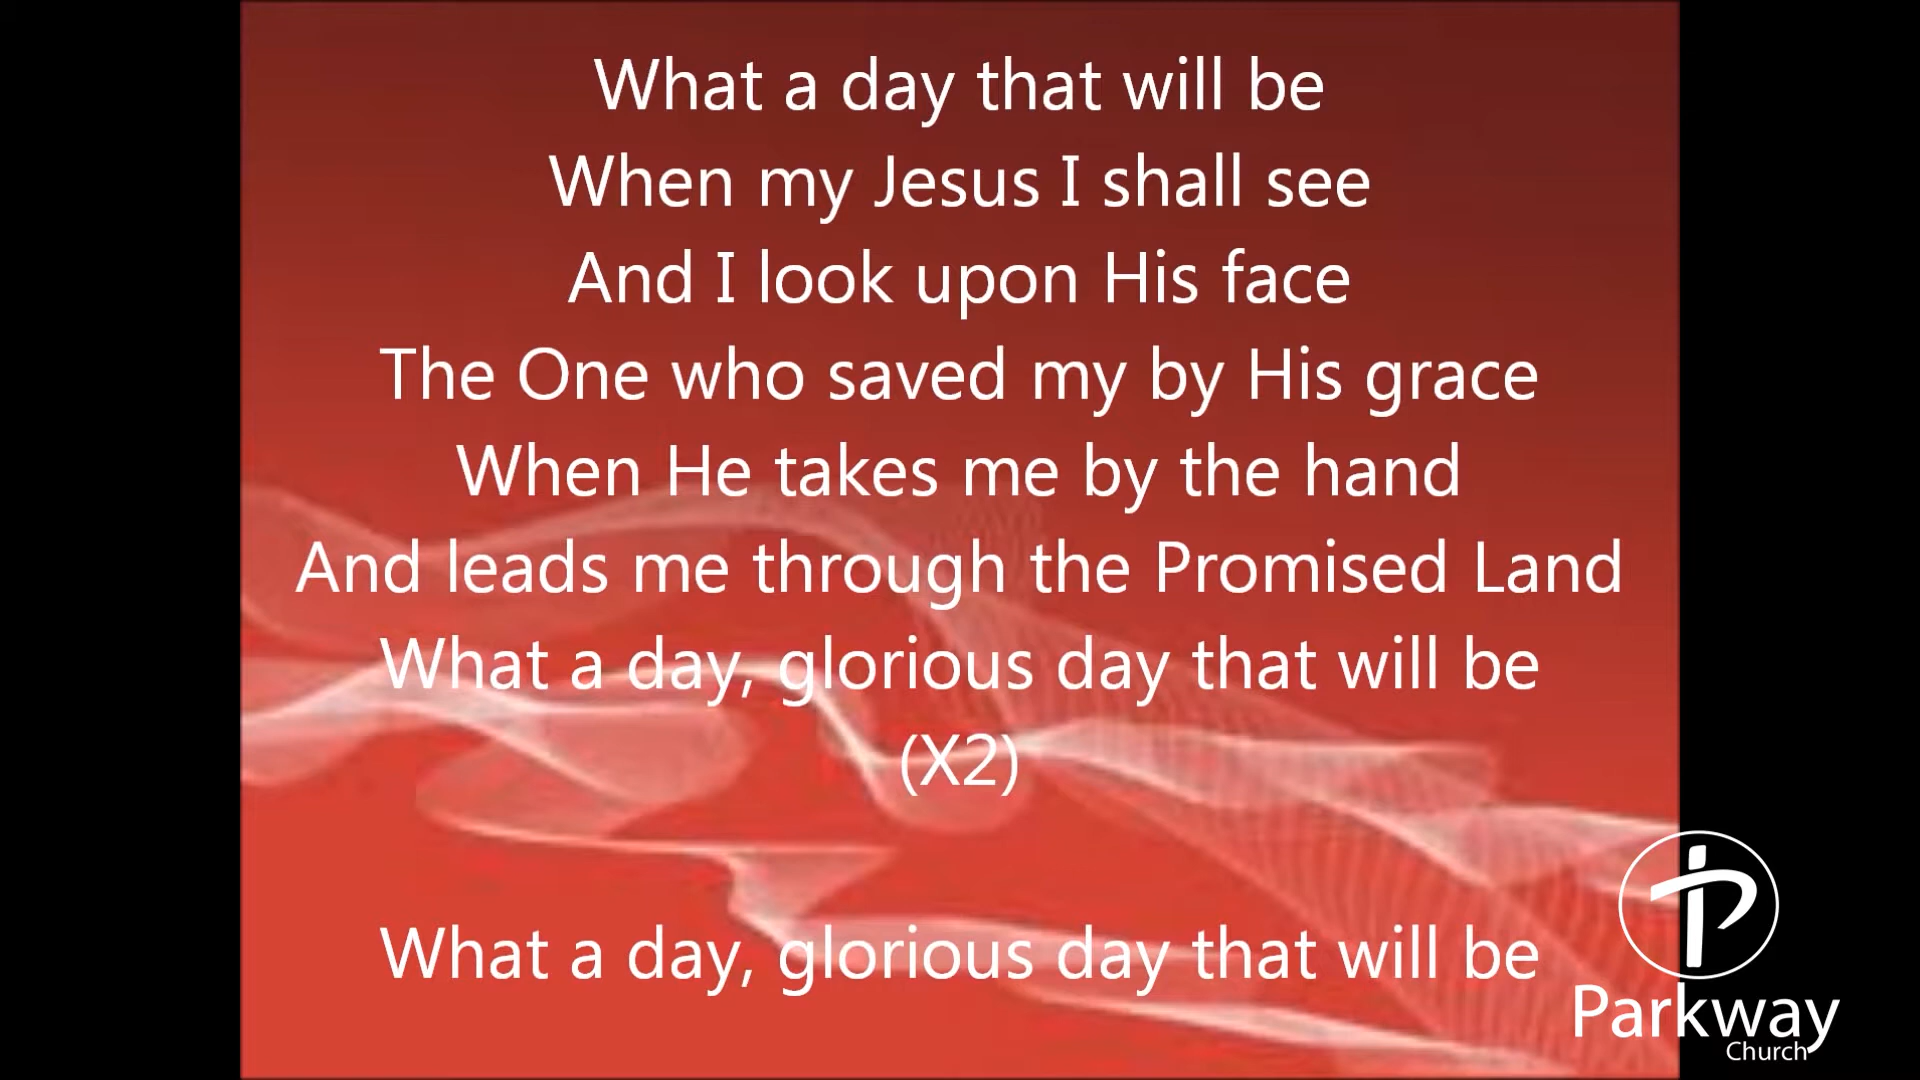 What a day that will be
When my Jesus I shall see
And I look upon His face
The One who saved my by His grace
When He takes me by the hand
And leads me through the Promised Land
What a day, glorious day that will be
(X2)
What a day, glorious day that will be
Parkway
Church